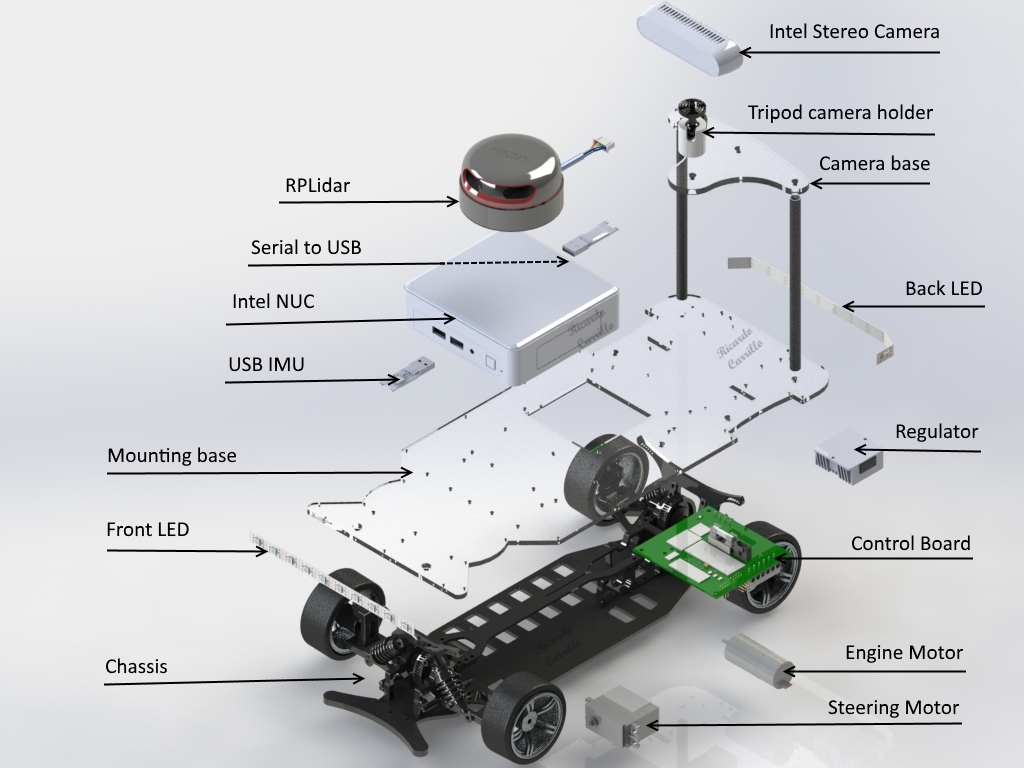 Intel Stereo Camera
Tripod camera holder
Camera base
RPLidar
Serial to USB
Back LED
Intel NUC
Ricardo
Carrillo
Ricardo
Carrillo
USB IMU
Regulator
Mounting base
Front LED
Control Board
Ricardo
Carrillo
Engine Motor
Chassis
Steering Motor